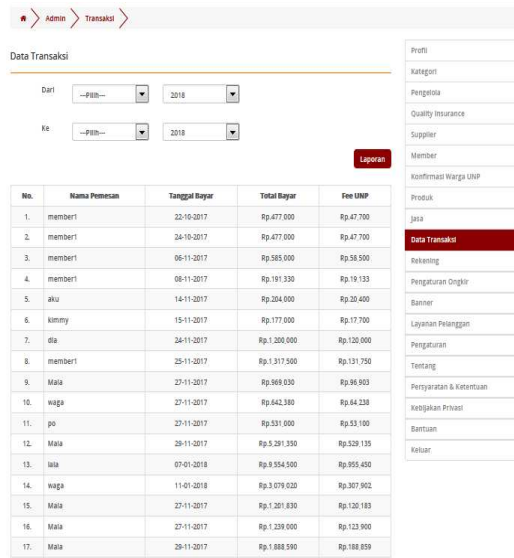 Admin Transaksi
Data Transaksi
Dari ---Pilih--- 2018
Ke ---Pilih--- 2018
Laporan
No. Nama Pemesan Tanggal Bayar Total Bayar Fee UNP
1. member1 22-10-2017 Rp.477,000 Rp.47,700
2. member1 24-10-2017 Rp.477,000 Rp.47,700
3. member1 06-11-2017 Rp.585,000 Rp.58,500
4. member1 08-11-2017 Rp.191,330 Rp.19,133
5. aku 14-11-2017 Rp.204,000 Rp.20,400
6. kimmy 15-11-2017 Rp.177,000 Rp.17,700
7. dia 24-11-2017 Rp.1,200,000 Rp.120,000
8. member1 25-11-2017 Rp.1,317,500 Rp.131,750
9. Mala 27-11-2017 Rp.969,030 Rp.96,903
10. waga 27-11-2017 Rp.642,380 Rp.64,238
11. po 27-11-2017 Rp.531,000 Rp.53,100
12. Mala 29-11-2017 Rp.5,291,350 Rp.529,135
13. lala 07-01-2018 Rp.9,554,500 Rp.955,450
14. waga 11-01-2018 Rp.3,079,020 Rp.307,902
15. Mala 27-11-2017 Rp.1,201,830 Rp.120,183
16. Mala 27-11-2017 Rp.1,239,000 Rp.123,900
17. Mala 29-11-2017 Rp.1,888,590 Rp.188,859
Profil
Kategori
Pengelola
Quality Insurance
Supplier
Member
Konfirmasi Warga UNP
Produk
Jasa
Data Transaksi
Rekening
Pengaturan Ongkir
Banner
Layanan Pelanggan
Pengaturan
Tentang
Persyaratan & Ketentuan
Kebijakan Privasi
Bantuan
Keluar